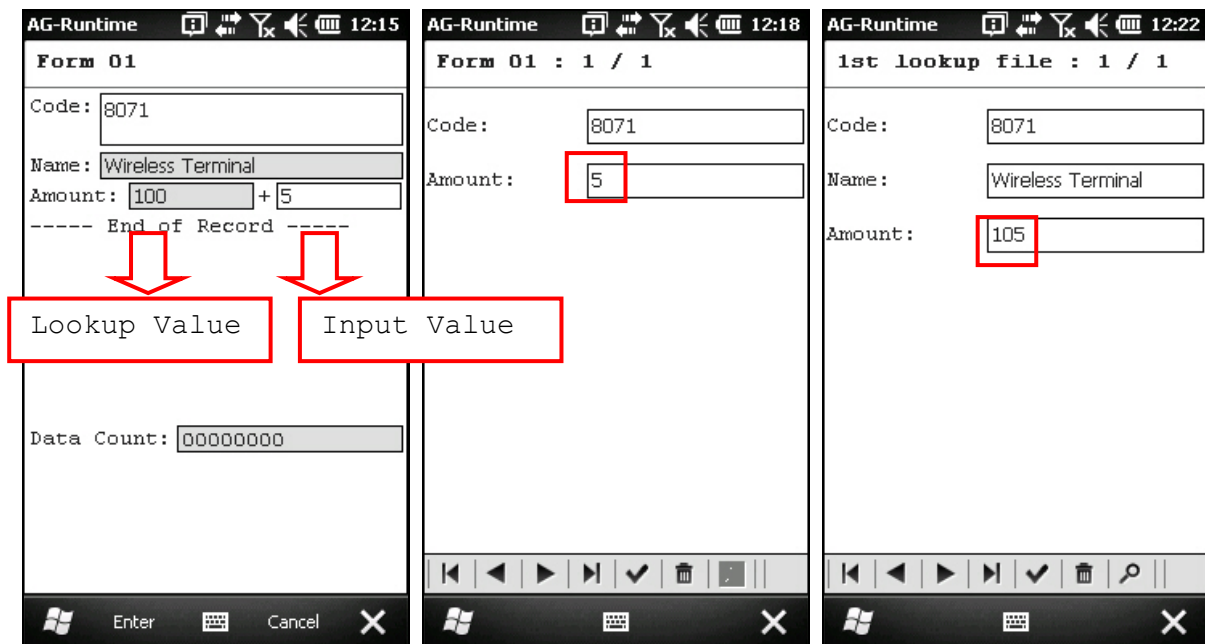 AG-Runtime 12:15
Form 01
Code: 8071
Name: Wireless Terminal
Amount: 100 + 5
----- End of Record -----
Lookup Value
Input Value
Data Count: 00000000
Enter Cancel
AG-Runtime 12:18
Form 01 : 1 / 1
Code: 8071
Amount: 5
AG-Runtime 12:22
1st lookup file : 1 / 1
Code: 8071
Name: Wireless Terminal
Amount: 105